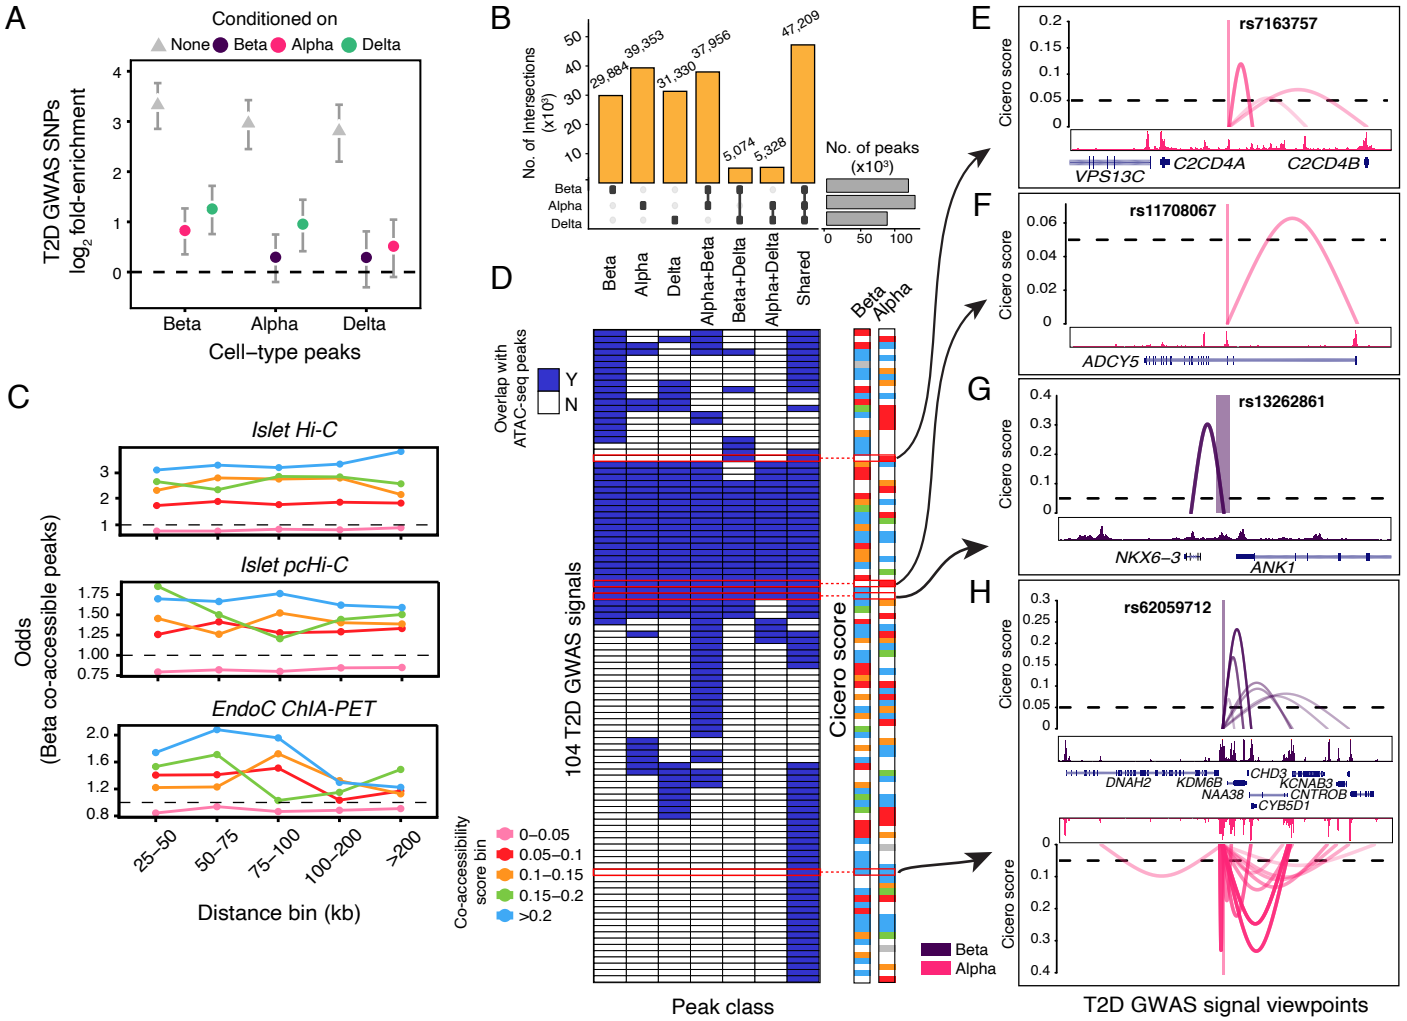 A
Conditioned on
None Beta Alpha Delta
T2D GWAS SNPs
log2 fold-enrichment
4
3
2
1
0
Beta Alpha Delta
Cell-type peaks
B
No. of Intersections
(x10³)
50
40
30
20
10
29,884
39,353
31,330
37,956
5,074
5,328
47,209
Beta
Alpha
Delta
No. of peaks
(x10³)
0 50 100
C
Odds
(Beta co-accessible peaks)
Islet Hi-C
3
2
1
Islet pcHi-C
1.75
1.50
1.25
1.00
0.75
EndoC ChIA-PET
2.0
1.6
1.2
0.8
25-50
50-75
75-100
100-200
>200
Distance bin (kb)
Co-accessibility
score bin
0-0.05
0.05-0.1
0.1-0.15
0.15-0.2
>0.2
D
Beta
Alpha
Delta
Alpha+Beta
Beta+Delta
Alpha+Delta
Shared
Beta
Alpha
Overlap with
ATAC-seq peaks
Y
N
104 T2D GWAS signals
Cicero score
Peak class
Beta
Alpha
E
rs7163757
Cicero score
0.2
0.15
0.1
0.05
0
VPS13C
C2CD4A
C2CD4B
F
rs11708067
Cicero score
0.06
0.04
0.02
0
ADCY5
G
rs13262861
Cicero score
0.4
0.3
0.2
0.1
0
NKX6-3
ANK1
H
rs62059712
Cicero score
0.3
0.25
0.2
0.15
0.1
0.05
0
DNAH2
KDM6B
CHD3
KCNAB3
NAA38
CNTROB
CYB5D1
Cicero score
0
0.1
0.2
0.3
0.4
T2D GWAS signal viewpoints